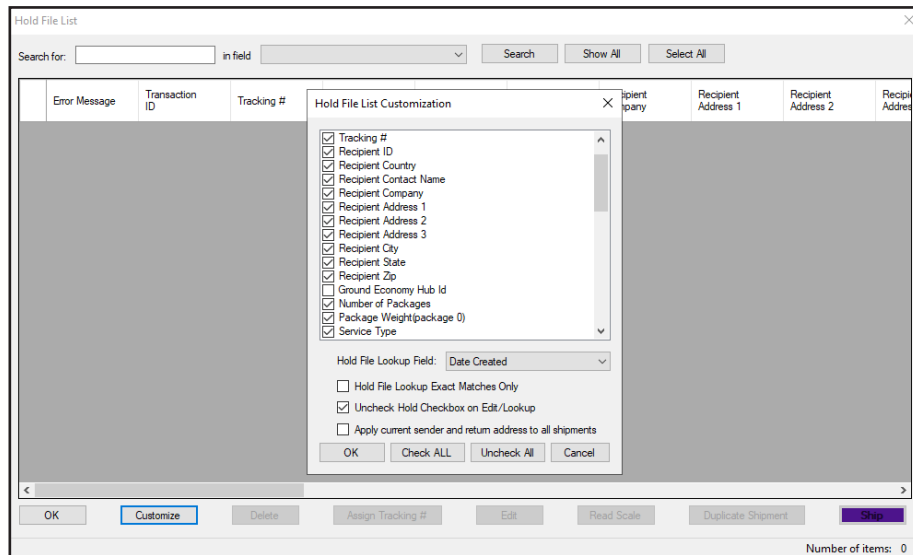 Hold File List
Search for:
in field
Search
Show All
Select All
Error Message
Transaction ID
Tracking #
Recipient Address 1
Recipient Address 2
Hold File List Customization
Tracking #
Recipient ID
Recipient Country
Recipient Contact Name
Recipient Company
Recipient Address 1
Recipient Address 2
Recipient Address 3
Recipient City
Recipient State
Recipient Zip
Ground Economy Hub Id
Number of Packages
Package Weight(package 0)
Service Type
Hold File Lookup Field: Date Created
Hold File Lookup Exact Matches Only
Uncheck Hold Checkbox on Edit/Lookup
Apply current sender and return address to all shipments
OK Check ALL Uncheck All Cancel
OK Customize Delete Assign Tracking # Edit Read Scale Duplicate Shipment Ship
Number of items: 0